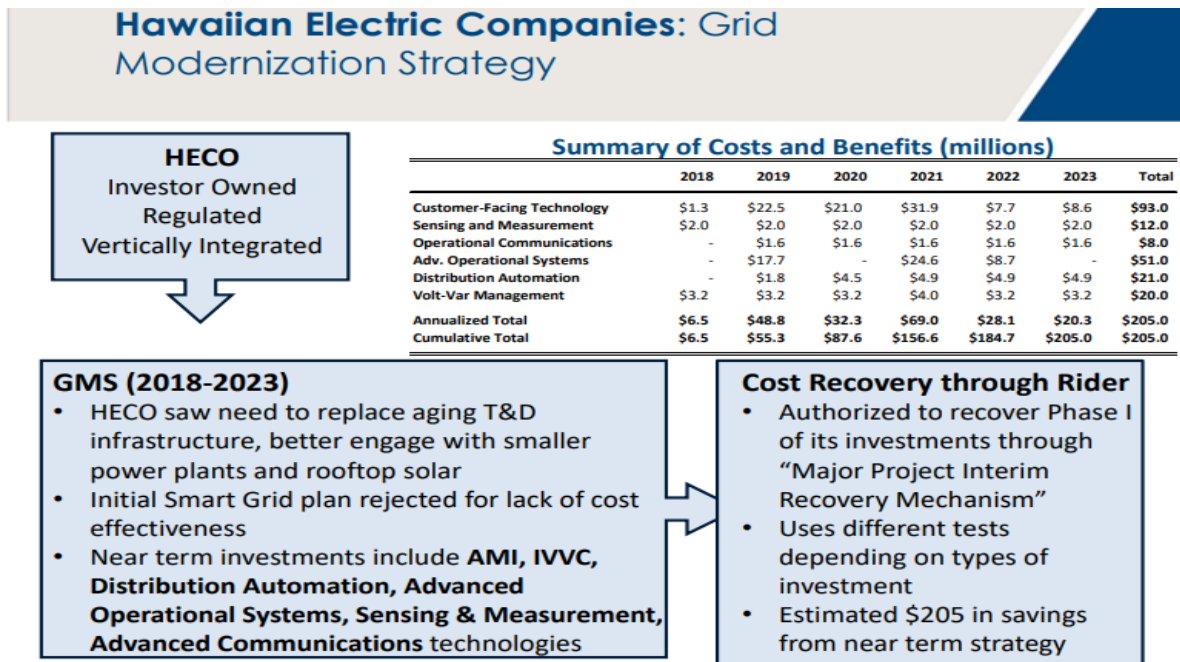 Hawaiian Electric Companies: Grid
Modernization Strategy
HECO
Investor Owned
Regulated
Vertically Integrated
Summary of Costs and Benefits (millions)
2018 2019 2020 2021 2022 2023 Total
Customer-Facing Technology $1.3 $22.5 $21.0 $31.9 $7.7 $8.6 $93.0
Sensing and Measurement $2.0 $2.0 $2.0 $2.0 $2.0 $2.0 $12.0
Operational Communications - $1.6 $1.6 $1.6 $1.6 $1.6 $8.0
Adv. Operational Systems - $17.7 - $24.6 $8.7 - $51.0
Distribution Automation - $1.8 $4.5 $4.9 $4.9 $4.9 $21.0
Volt-Var Management $3.2 $3.2 $3.2 $4.0 $3.2 $3.2 $20.0
Annualized Total $6.5 $48.8 $32.3 $69.0 $28.1 $20.3 $205.0
Cumulative Total $6.5 $55.3 $87.6 $156.6 $184.7 $205.0 $205.0
GMS (2018-2023)
• HECO saw need to replace aging T&D
infrastructure, better engage with smaller
power plants and rooftop solar
• Initial Smart Grid plan rejected for lack of cost
effectiveness
• Near term investments include AMI, IVVC,
Distribution Automation, Advanced
Operational Systems, Sensing & Measurement,
Advanced Communications technologies
Cost Recovery through Rider
• Authorized to recover Phase I
of its investments through
“Major Project Interim
Recovery Mechanism”
• Uses different tests
depending on types of
investment
• Estimated $205 in savings
from near term strategy